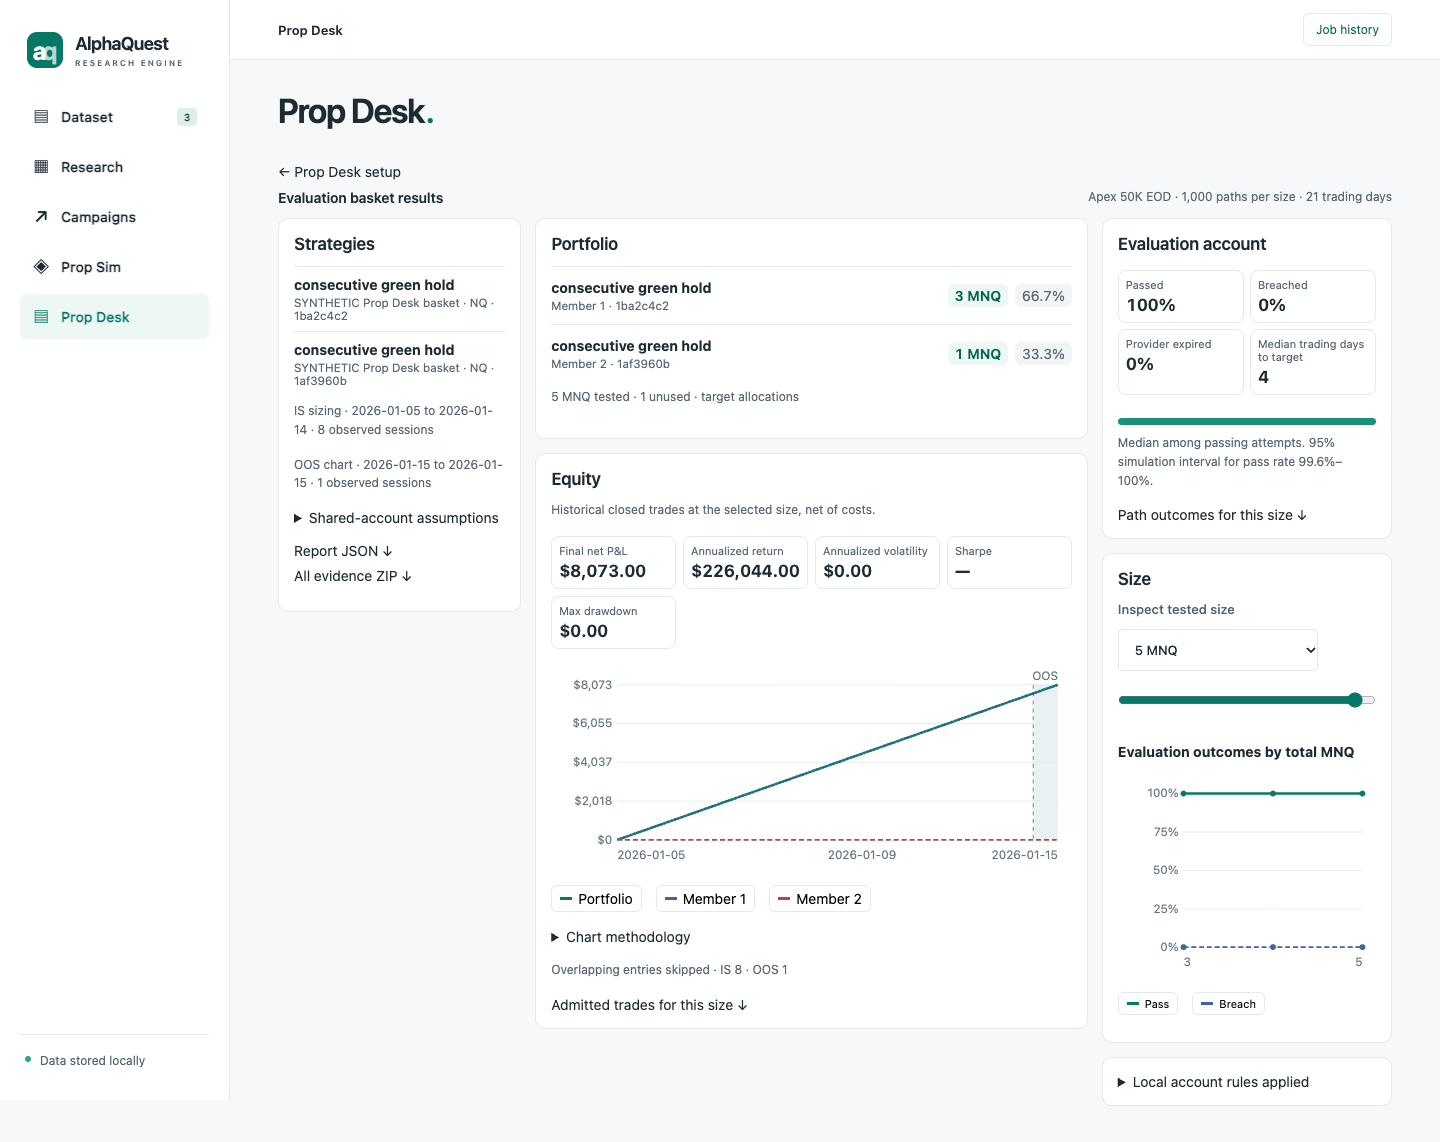 aq
AlphaQuest
RESEARCH ENGINE
Dataset
3
Research
Campaigns
Prop Sim
Prop Desk
Data stored locally
Prop Desk
Job history
Prop Desk.
← Prop Desk setup
Evaluation basket results
Apex 50K EOD · 1,000 paths per size · 21 trading days
Strategies
consecutive green hold
SYNTHETIC Prop Desk basket · NQ ·
1ba2c4c2
consecutive green hold
SYNTHETIC Prop Desk basket · NQ ·
1af3960b
IS sizing · 2026-01-05 to 2026-01-
14 · 8 observed sessions
OOS chart · 2026-01-15 to 2026-01-
15 · 1 observed sessions
▶ Shared-account assumptions
Report JSON ↓
All evidence ZIP ↓
Portfolio
consecutive green hold
Member 1 · 1ba2c4c2
3 MNQ
66.7%
consecutive green hold
Member 2 · 1af3960b
1 MNQ
33.3%
5 MNQ tested · 1 unused · target allocations
Equity
Historical closed trades at the selected size, net of costs.
Final net P&L
$8,073.00
Annualized return
$226,044.00
Annualized volatility
$0.00
Sharpe
—
Max drawdown
$0.00
OOS
$8,073
$6,055
$4,037
$2,018
$0
2026-01-05
2026-01-09
2026-01-15
Portfolio
Member 1
Member 2
▶ Chart methodology
Overlapping entries skipped · IS 8 · OOS 1
Admitted trades for this size ↓
Evaluation account
Passed
100%
Breached
0%
Provider expired
0%
Median trading days
to target
4
Median among passing attempts. 95%
simulation interval for pass rate 99.6%–
100%.
Path outcomes for this size ↓
Size
Inspect tested size
5 MNQ
Evaluation outcomes by total MNQ
100%
75%
50%
25%
0%
3
5
Pass
Breach
▶ Local account rules applied